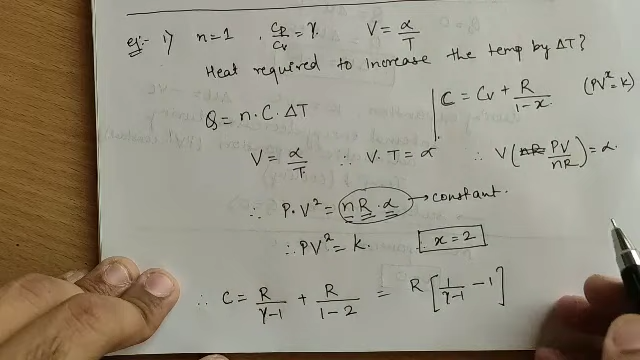 eg:- 1) n=1 . Cp/Cv = γ. V = α/T
Heat required to increase the temp by ΔT?
Q = n·C·ΔT
C = Cv + R/(1-x) (PV^x = k)
V = α/T. ∴ V·T = α ∴ V(PV/nR) = α.
∴ P·V² = nR·α → constant.
∴ PV² = k. ∴ x = 2
∴ C = R/(γ-1) + R/(1-2) = R[1/(γ-1) - 1]